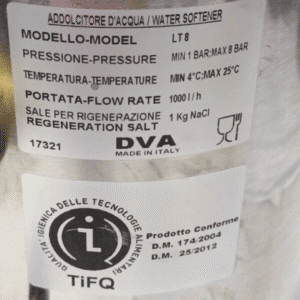 ADDOLCITORE D'ACQUA / WATER SOFTENER
MODELLO-MODEL LT 8
PRESSIONE-PRESSURE MIN 1 BAR;MAX 8 BAR
TEMPERATURA-TEMPERATURE MIN 4°C;MAX 25°C
PORTATA-FLOW RATE 1000 l / h
SALE PER RIGENERAZIONE
REGENERATION SALT 1 Kg NaCl
17321 DVA
MADE IN ITALY
QUALITA' IGIENICA DELLE TECNOLOGIE ALIMENTARI
TiFQ
Prodotto Conforme
D.M. 174/2004
D.M. 25/2012